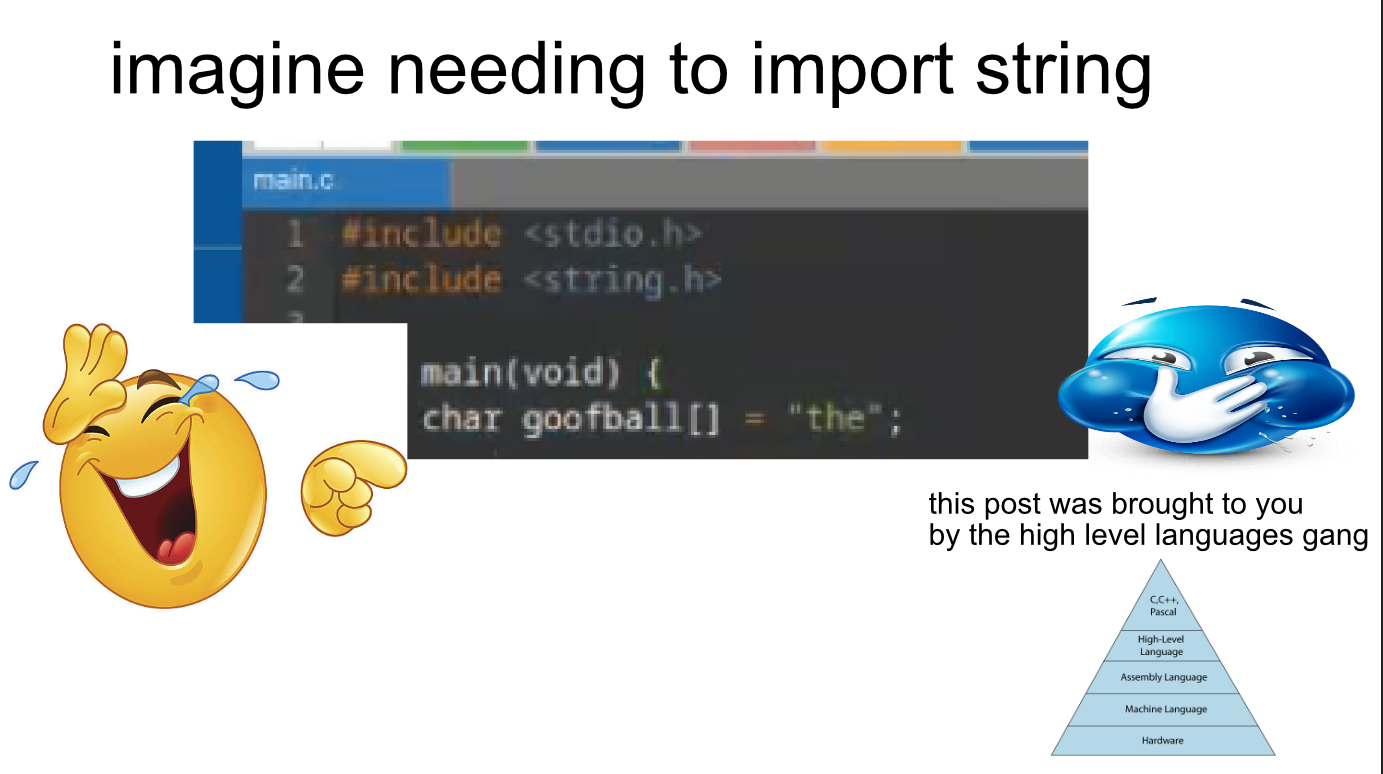 imagine needing to import string
main.c
1 #include <stdio.h>
2 #include <string.h>
3
main(void) {
char goofball[] = "the";
this post was brought to you
by the high level languages gang
C,C++,
Pascal
High-Level
Language
Assembly Language
Machine Language
Hardware